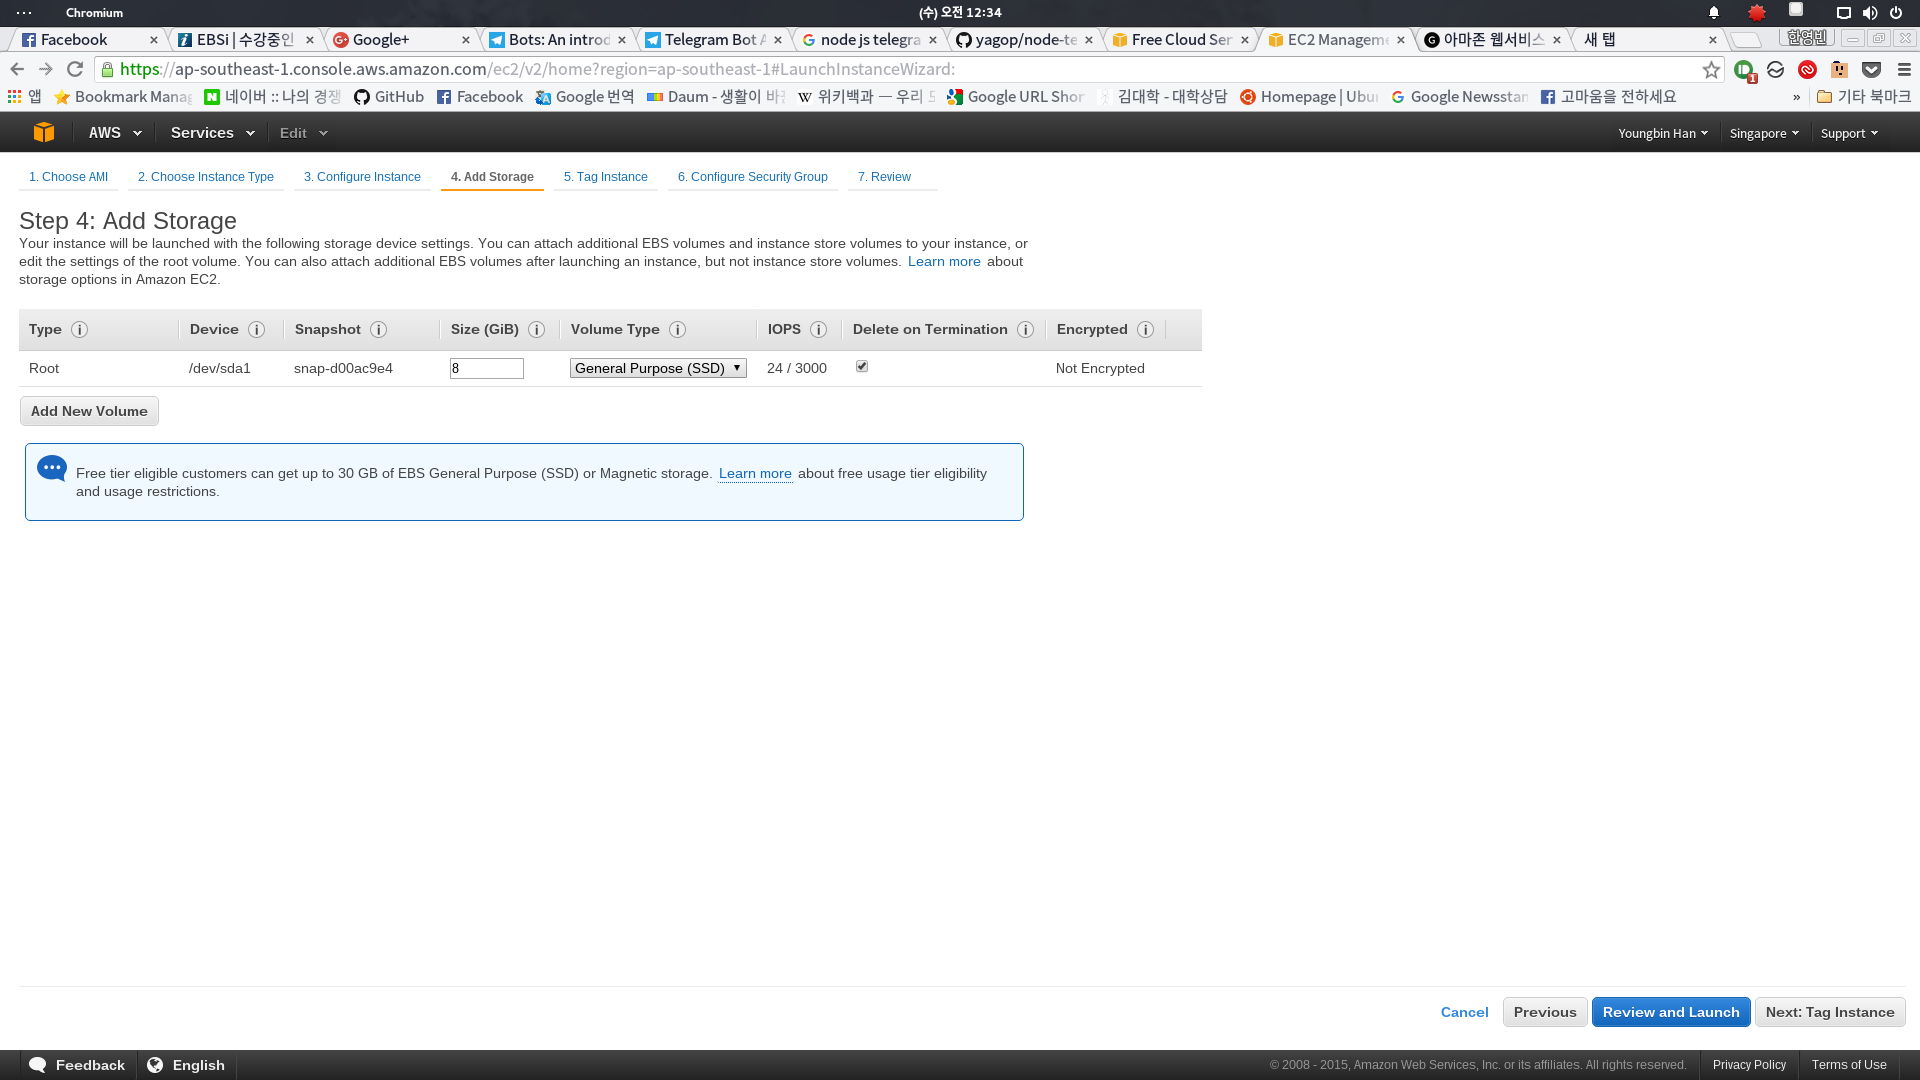 Chromium (수) 오전 12:34
Facebook EBSi | 수강중인 Google+ Bots: An introd Telegram Bot A node js telegra yagop/node-te Free Cloud Ser EC2 Manageme 아마존 웹서비스 새 탭 한영빈
https://ap-southeast-1.console.aws.amazon.com/ec2/v2/home?region=ap-southeast-1#LaunchInstanceWizard: 1
앱 Bookmark Manag 네이버 :: 나의 경쟁 GitHub Facebook Google 번역 Daum - 생활이 바 위키백과 — 우리 Google URL Shor 김대학 - 대학상담 Homepage | Ubu Google Newsstan 고마움을 전하세요 » 기타 북마크
AWS Services Edit Youngbin Han Singapore Support
1. Choose AMI 2. Choose Instance Type 3. Configure Instance 4. Add Storage 5. Tag Instance 6. Configure Security Group 7. Review
Step 4: Add Storage
Your instance will be launched with the following storage device settings. You can attach additional EBS volumes and instance store volumes to your instance, or
edit the settings of the root volume. You can also attach additional EBS volumes after launching an instance, but not instance store volumes. Learn more about
storage options in Amazon EC2.
Type Device Snapshot Size (GiB) Volume Type IOPS Delete on Termination Encrypted
Root /dev/sda1 snap-d00ac9e4 8 General Purpose (SSD) 24 / 3000 Not Encrypted
Add New Volume
Free tier eligible customers can get up to 30 GB of EBS General Purpose (SSD) or Magnetic storage. Learn more about free usage tier eligibility
and usage restrictions.
Cancel Previous Review and Launch Next: Tag Instance
Feedback English © 2008 - 2015, Amazon Web Services, Inc. or its affiliates. All rights reserved. Privacy Policy Terms of Use